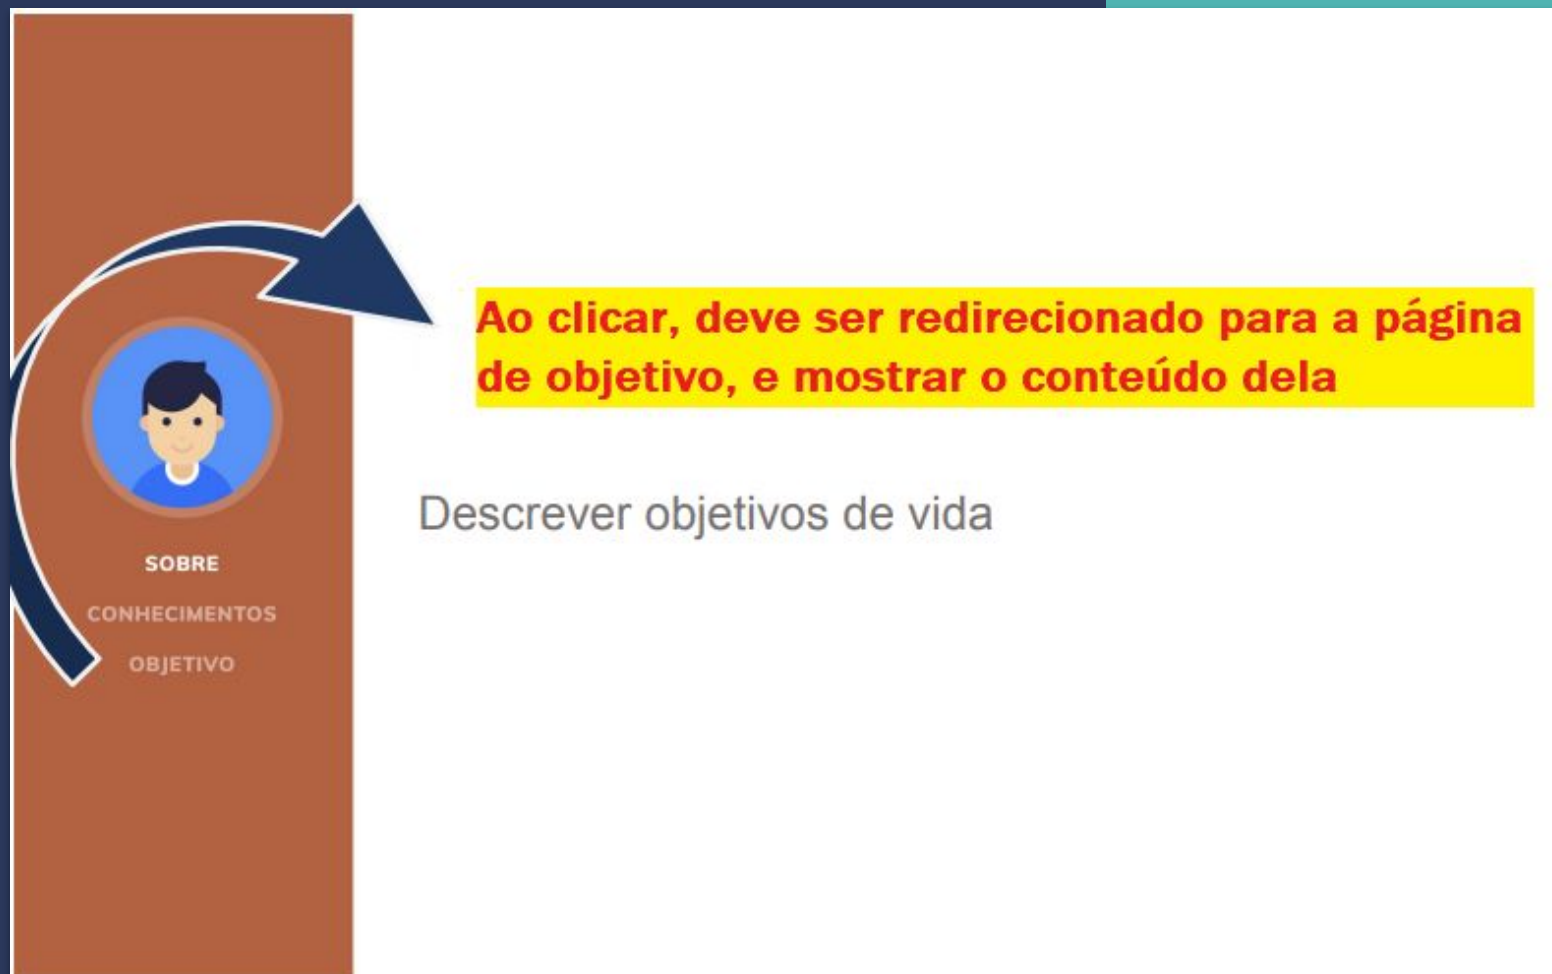 Ao clicar, deve ser redirecionado para a página
de objetivo, e mostrar o conteúdo dela
Descrever objetivos de vida
SOBRE
CONHECIMENTOS
OBJETIVO